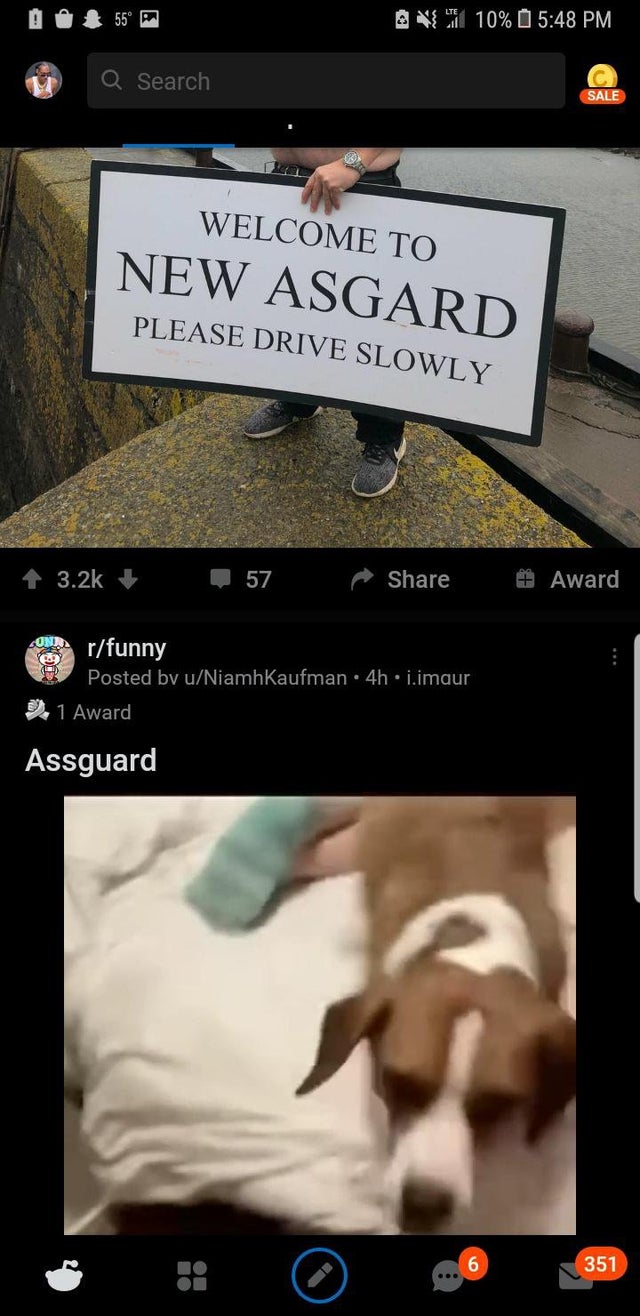 55°
LTE
10%
5:48 PM
Search
C
SALE
WELCOME TO
NEW ASGARD
PLEASE DRIVE SLOWLY
3.2k
57
Share
Award
FUNNY
r/funny
Posted by u/NiamhKaufman • 4h • i.imgur
1 Award
Assguard
6
351